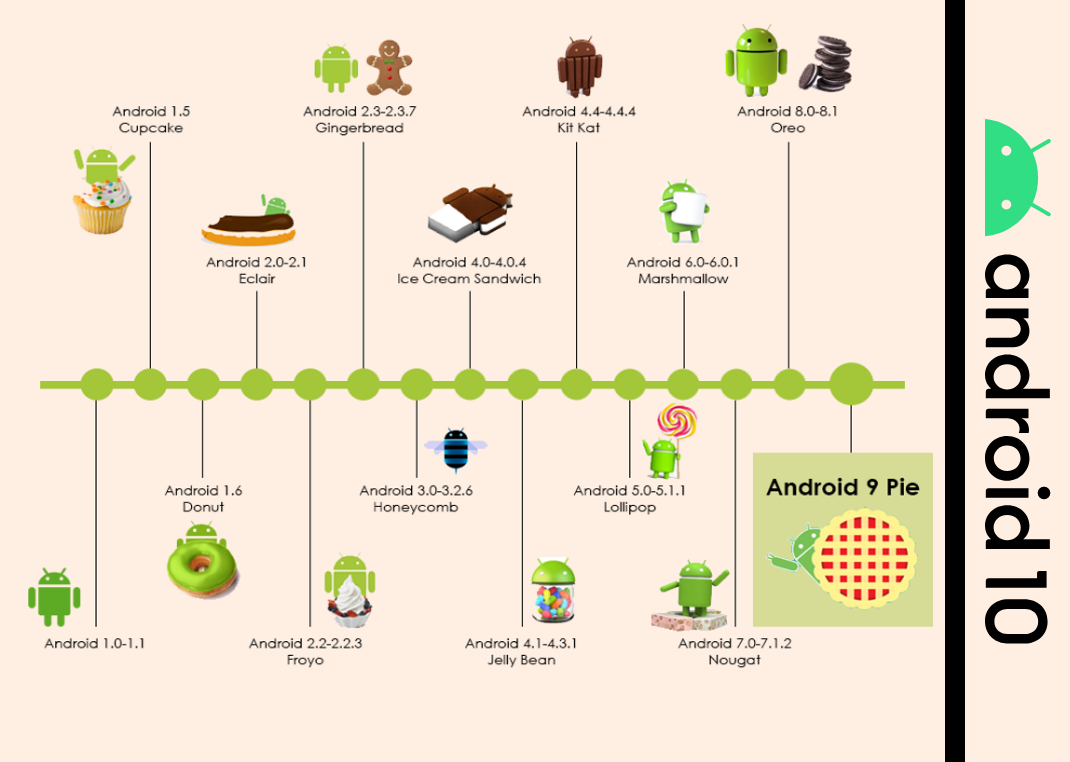 Android 1.5
Cupcake
Android 2.3-2.3.7
Gingerbread
Android 4.4-4.4.4
Kit Kat
Android 8.0-8.1
Oreo
Android 2.0-2.1
Eclair
Android 4.0-4.0.4
Ice Cream Sandwich
Android 6.0-6.0.1
Marshmallow
Android 1.6
Donut
Android 3.0-3.2.6
Honeycomb
Android 5.0-5.1.1
Lollipop
Android 9 Pie
Android 1.0-1.1
Android 2.2-2.2.3
Froyo
Android 4.1-4.3.1
Jelly Bean
Android 7.0-7.1.2
Nougat
android 10